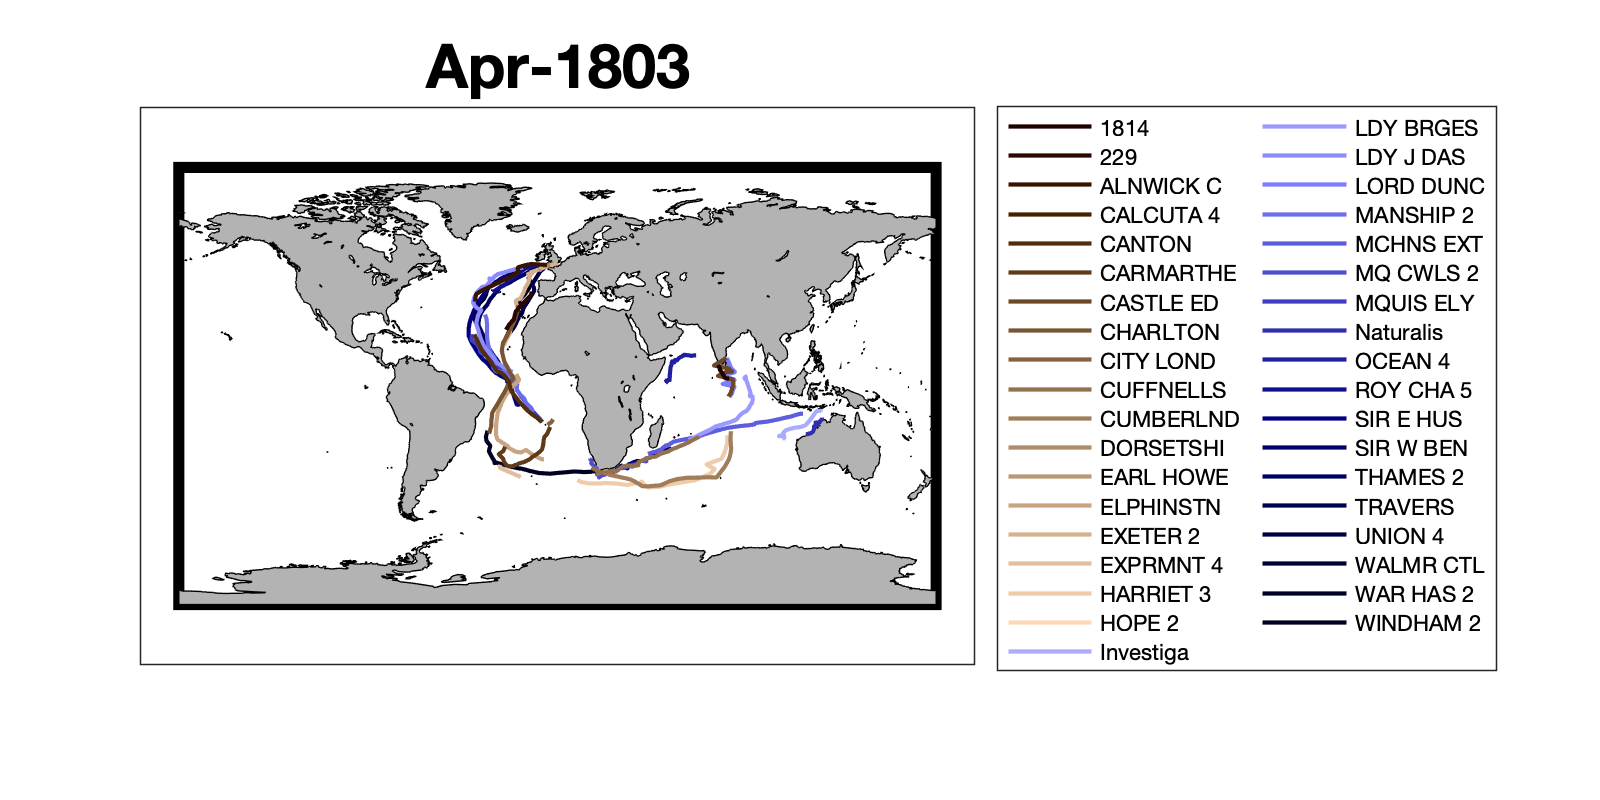 Apr-1803
1814
229
ALNWICK C
CALCUTA 4
CANTON
CARMARTHE
CASTLE ED
CHARLTON
CITY LOND
CUFFNELLS
CUMBERLND
DORSETSHI
EARL HOWE
ELPHINSTN
EXETER 2
EXPRMNT 4
HARRIET 3
HOPE 2
Investiga
LDY BRGES
LDY J DAS
LORD DUNC
MANSHIP 2
MCHNS EXT
MQ CWLS 2
MQUIS ELY
Naturalis
OCEAN 4
ROY CHA 5
SIR E HUS
SIR W BEN
THAMES 2
TRAVERS
UNION 4
WALMR CTL
WAR HAS 2
WINDHAM 2